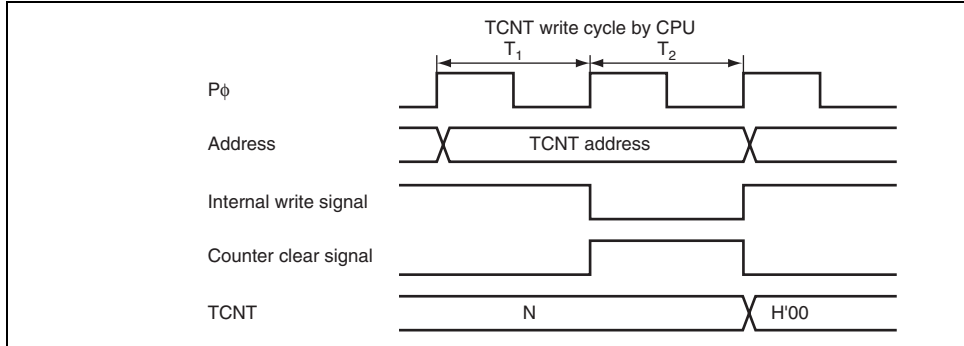 TCNT write cycle by CPU
T1 T2
Pϕ
Address TCNT address
Internal write signal
Counter clear signal
TCNT N H'00